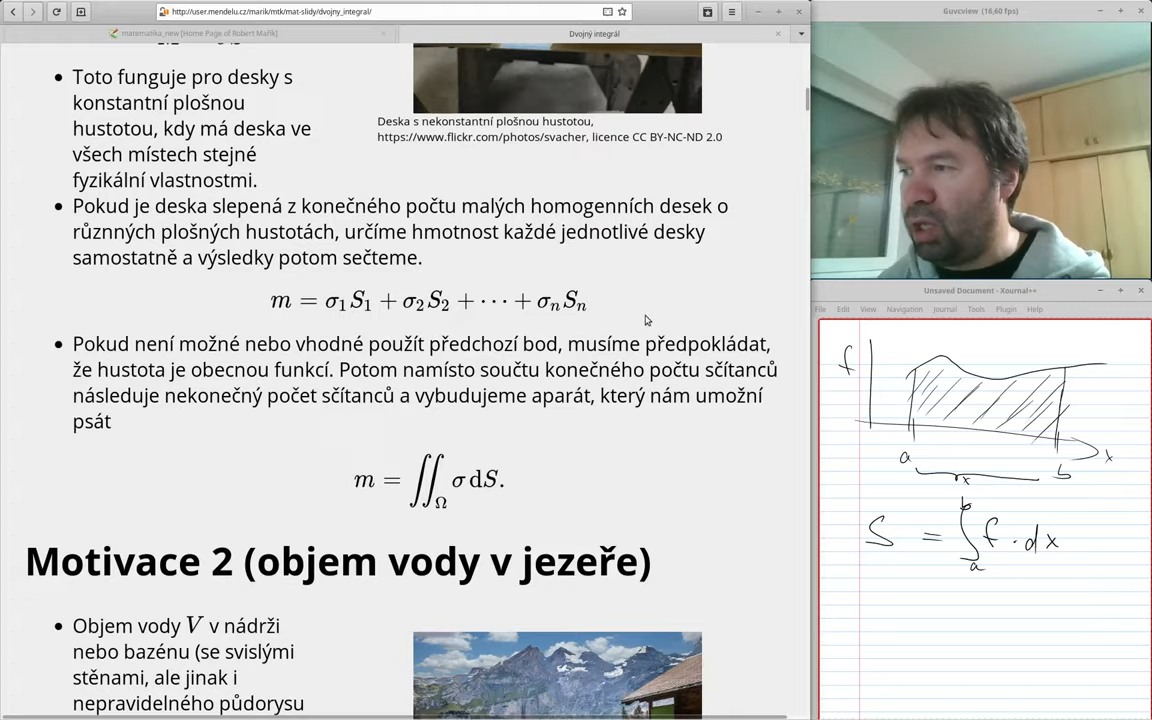 http://user.mendelu.cz/marik/mtk/mat-slidy/dvojny_integral/
matematika_new [Home Page of Robert Mařík]
Dvojný integrál
Toto funguje pro desky s
konstantní plošnou
hustotou, kdy má deska ve
všech místech stejné
fyzikální vlastnostmi.
Deska s nekonstantní plošnou hustotou,
https://www.flickr.com/photos/svacher, licence CC BY-NC-ND 2.0
Pokud je deska slepená z konečného počtu malých homogenních desek o
různných plošných hustotách, určíme hmotnost každé jednotlivé desky
samostatně a výsledky potom sečteme.
m = σ₁S₁ + σ₂S₂ + ⋯ + σₙSₙ
Pokud není možné nebo vhodné použít předchozí bod, musíme předpokládat,
že hustota je obecnou funkcí. Potom namísto součtu konečného počtu sčítanců
následuje nekonečný počet sčítanců a vybudujeme aparát, který nám umožní
psát
m = ∬_Ω σ dS.
Motivace 2 (objem vody v jezeře)
Objem vody V v nádrži
nebo bazénu (se svislými
stěnami, ale jinak i
nepravidelného půdorysu
Guvcview (16,60 fps)
Unsaved Document - Xournal++
File Edit View Navigation Journal Tools Plugin Help
f
a b x
x
S = ∫_a^b f · dx